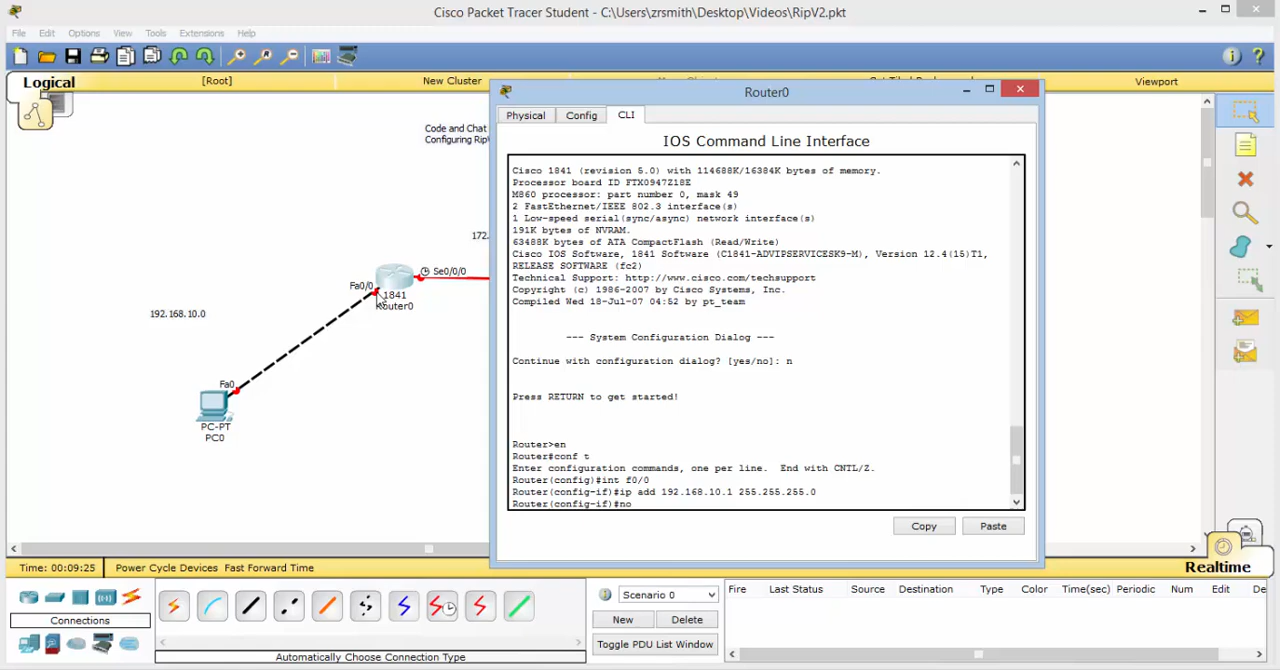 Cisco Packet Tracer Student - C:\Users\zrsmith\Desktop\Videos\RipV2.pkt
File Edit Options View Tools Extensions Help
Logical
[Root]
New Cluster
Viewport
Code and Chat
Configuring Rip
172.
Se0/0/0
Fa0/0
1841
Router0
192.168.10.0
Fa0
PC-PT
PC0
Router0
Physical Config CLI
IOS Command Line Interface
Cisco 1841 (revision 5.0) with 114688K/16384K bytes of memory.
Processor board ID FTX0947Z18E
M860 processor: part number 0, mask 49
2 FastEthernet/IEEE 802.3 interface(s)
1 Low-speed serial(sync/async) network interface(s)
191K bytes of NVRAM.
63488K bytes of ATA CompactFlash (Read/Write)
Cisco IOS Software, 1841 Software (C1841-ADVIPSERVICESK9-M), Version 12.4(15)T1,
RELEASE SOFTWARE (fc2)
Technical Support: http://www.cisco.com/techsupport
Copyright (c) 1986-2007 by Cisco Systems, Inc.
Compiled Wed 18-Jul-07 04:52 by pt_team
--- System Configuration Dialog ---
Continue with configuration dialog? [yes/no]: n
Press RETURN to get started!
Router>en
Router#conf t
Enter configuration commands, one per line.  End with CNTL/Z.
Router(config)#int f0/0
Router(config-if)#ip add 192.168.10.1 255.255.255.0
Router(config-if)#no
Copy Paste
Time: 00:09:25 Power Cycle Devices Fast Forward Time
Realtime
Connections
Automatically Choose Connection Type
Scenario 0
New Delete
Toggle PDU List Window
Fire Last Status Source Destination Type Color Time(sec) Periodic Num Edit De